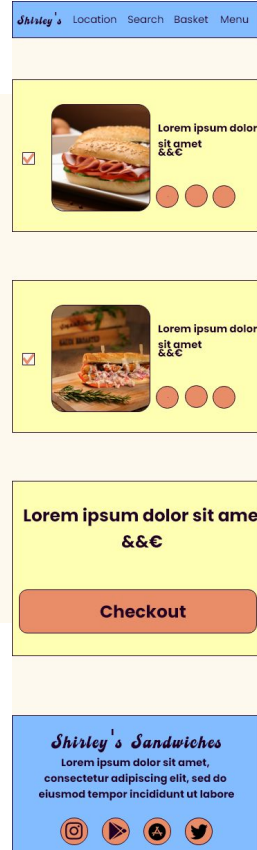 Shirley's Location Search Basket Menu
Lorem ipsum dolor
sit amet
&&€
Lorem ipsum dolor
sit amet
&&€
Lorem ipsum dolor sit ame
&&€
Checkout
Shirley's Sandwiches
Lorem ipsum dolor sit amet,
consectetur adipiscing elit, sed do
eiusmod tempor incididunt ut labore